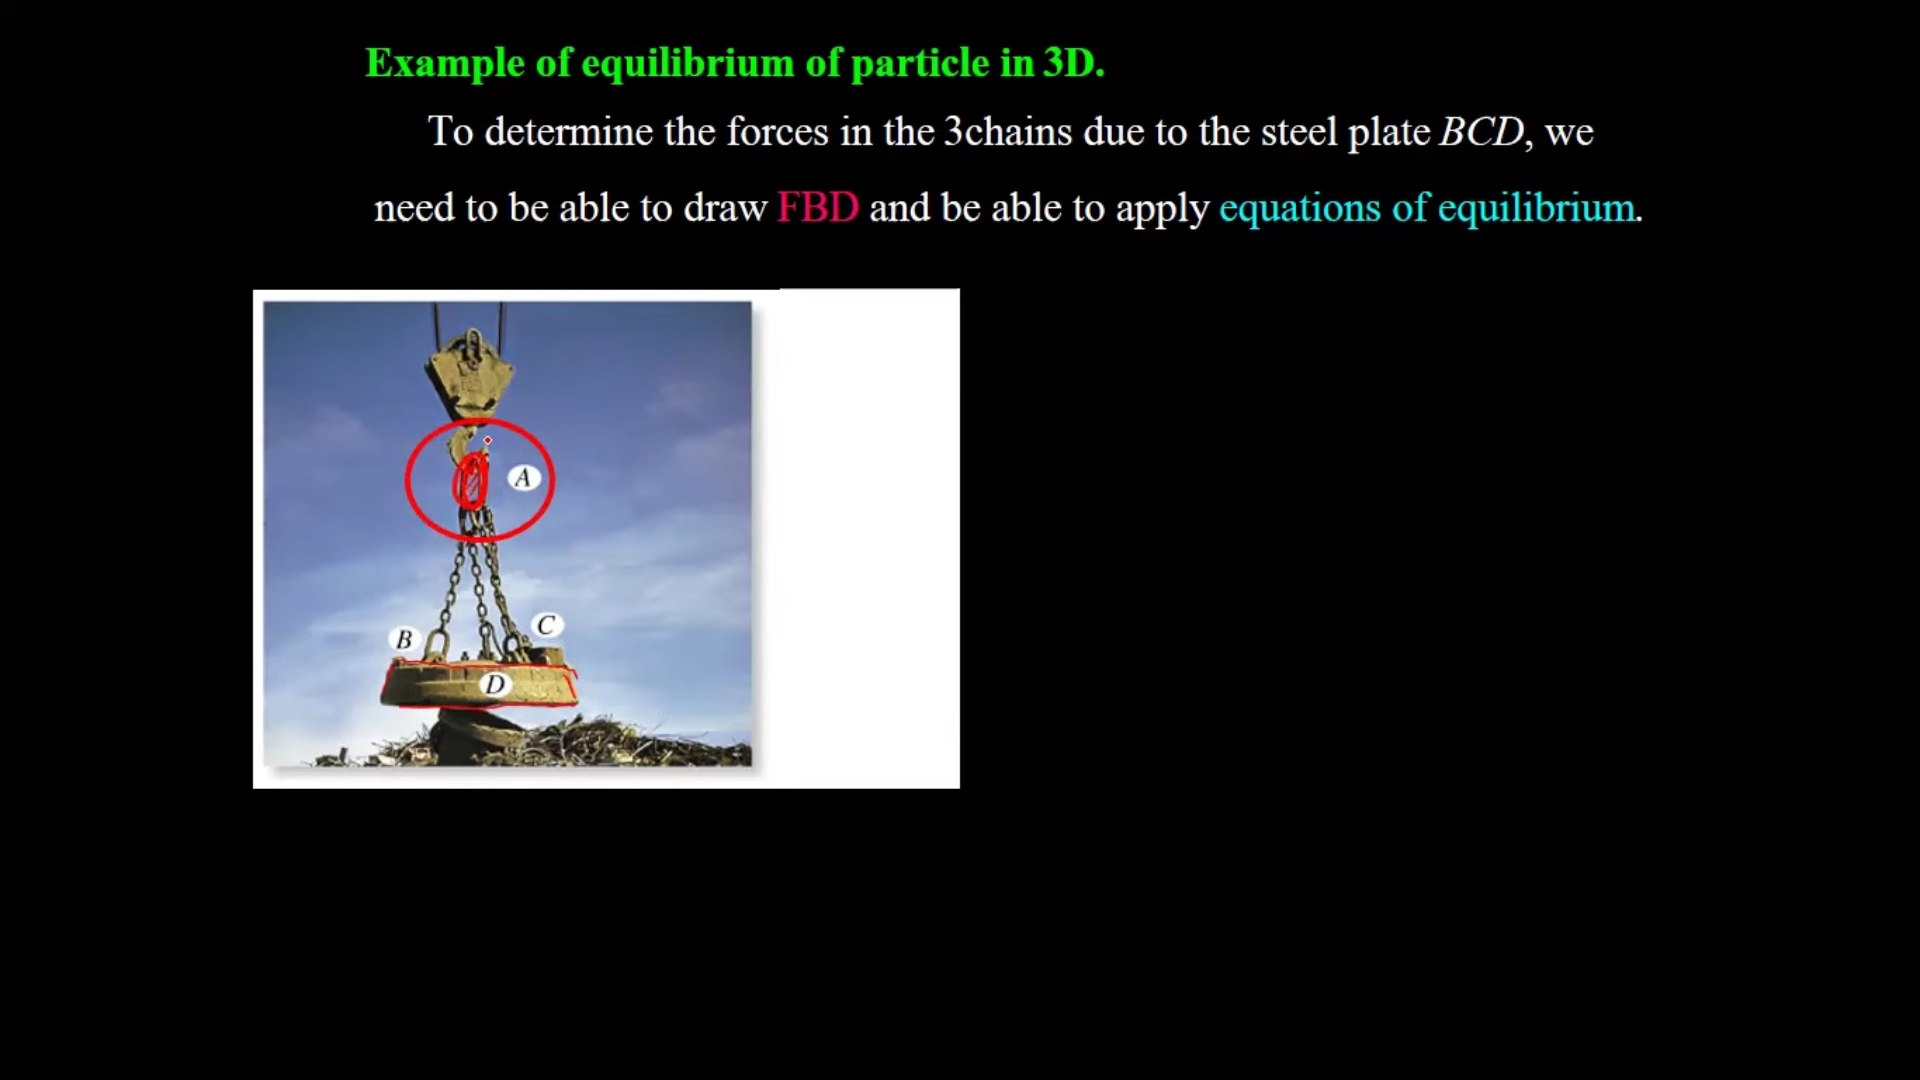 Example of equilibrium of particle in 3D.
To determine the forces in the 3chains due to the steel plate BCD, we
need to be able to draw FBD and be able to apply equations of equilibrium.
A
B
C
D